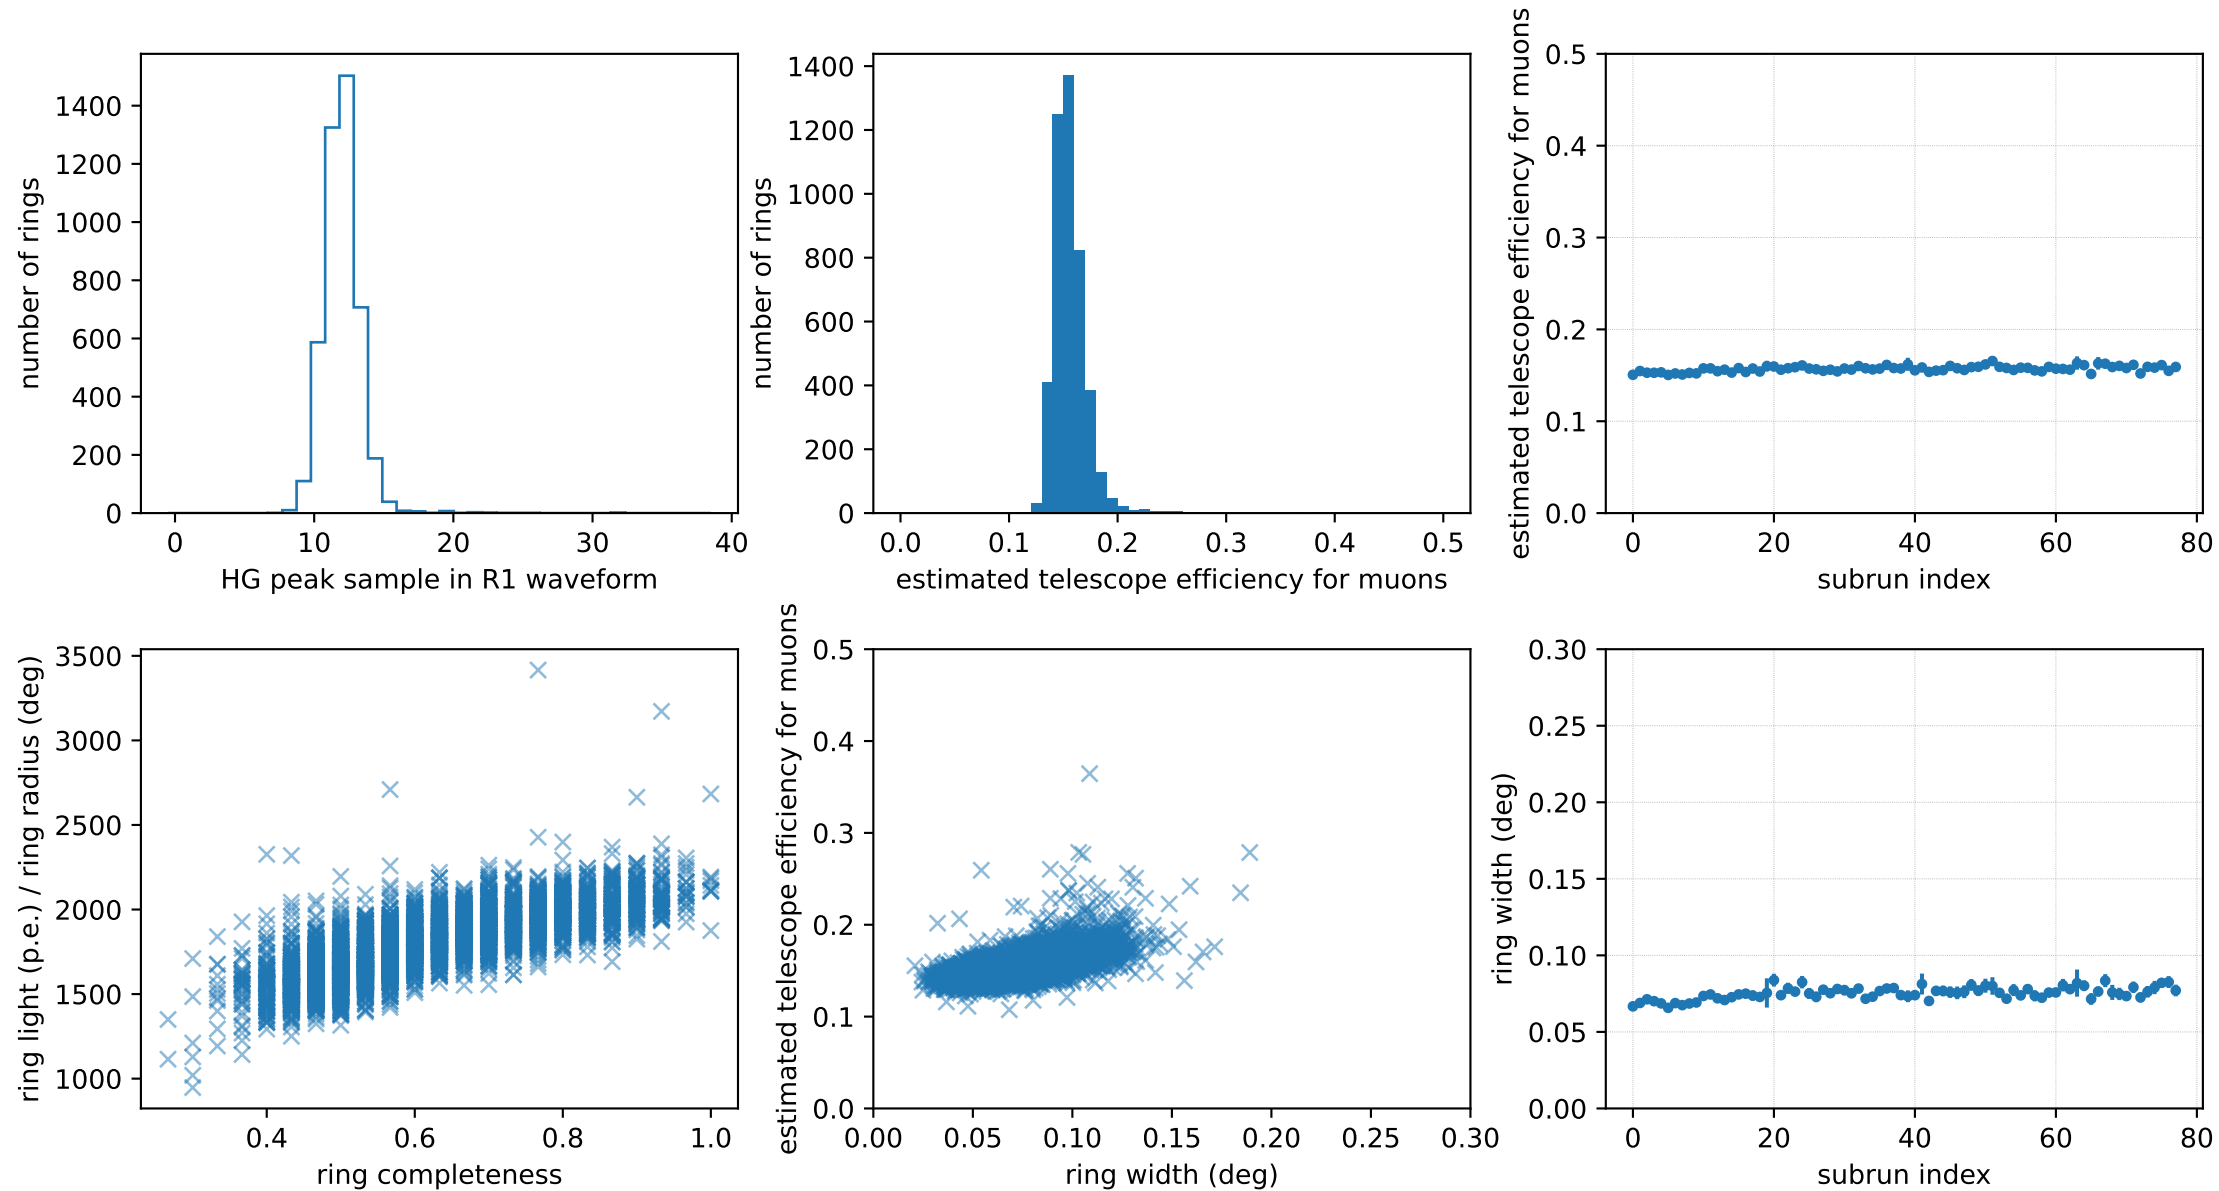 number of rings
1400
1200
1000
800
600
400
200
0
0 10 20 30 40
HG peak sample in R1 waveform
number of rings
1400
1200
1000
800
600
400
200
0
0.0 0.1 0.2 0.3 0.4 0.5
estimated telescope efficiency for muons
estimated telescope efficiency for muons
0.5
0.4
0.3
0.2
0.1
0.0
0 20 40 60 80
subrun index
ring light (p.e.) / ring radius (deg)
3500
3000
2500
2000
1500
1000
0.4 0.6 0.8 1.0
ring completeness
estimated telescope efficiency for muons
0.5
0.4
0.3
0.2
0.1
0.0
0.00 0.05 0.10 0.15 0.20 0.25 0.30
ring width (deg)
ring width (deg)
0.30
0.25
0.20
0.15
0.10
0.05
0.00
0 20 40 60 80
subrun index